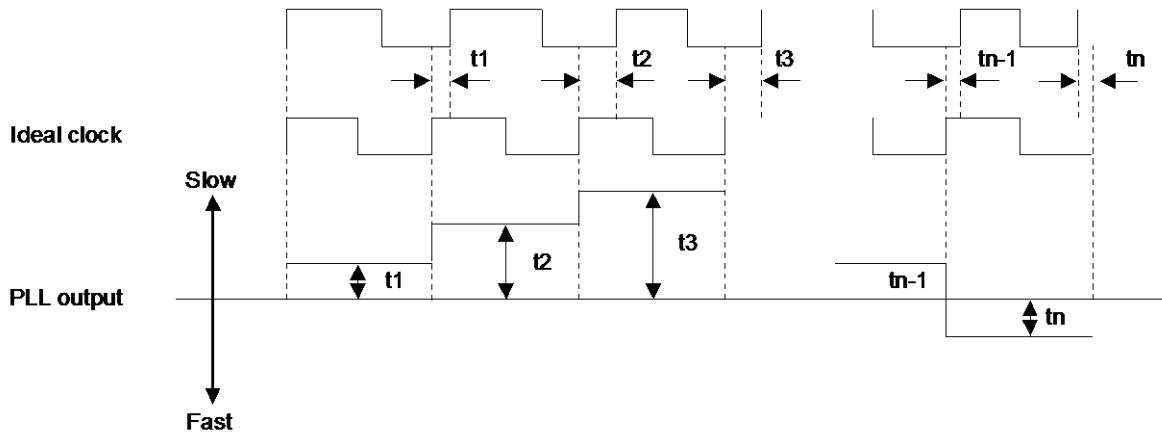 t1 t2 t3 tn-1 tn
Ideal clock
Slow
t1 t2 t3 tn-1 tn
PLL output
Fast